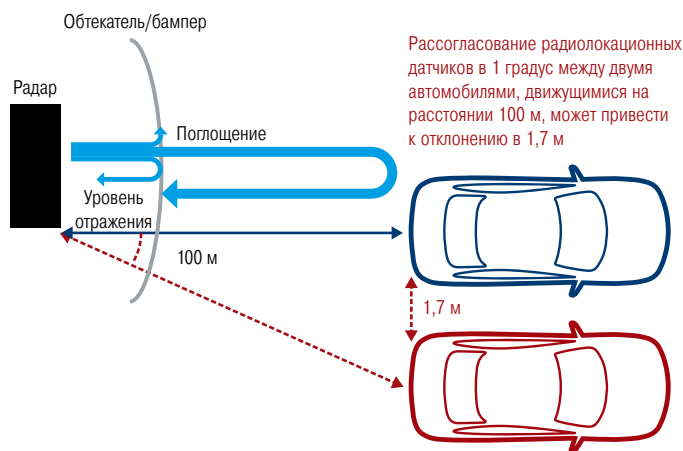 Обтекатель/бампер
Радар
Рассогласование радиолокационных
датчиков в 1 градус между двумя
автомобилями, движущимися на
расстоянии 100 м, может привести
к отклонению в 1,7 м
Поглощение
Уровень
отражения
100 м
1,7 м